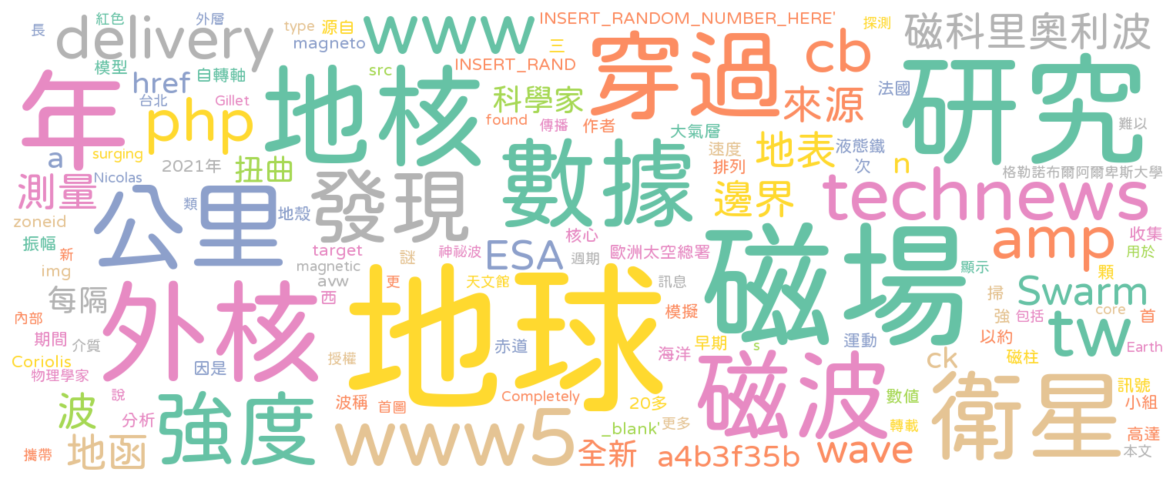 紅色 外層 type 源自 INSERT_RANDOM_NUMBER_HERE' 探測
長 delivery magneto www 三 穿過 cb 磁科里奧利波
模型 href 自轉軸 src INSERT_RAND 來源 法國 研究
年 台北 Gillet 地核 科學家 大氣層 難以
php found 傳播 作者 速度 地表 液態鐵
a surging 2021年 扭曲 數據 排列 次 n 格勒諾布爾阿爾卑斯大學
測量 Nicolas 類 發現 邊界 technews
zoneid 公里 地殼 核心 磁場 amp 收集
振幅 新 target 神祕波 ESA 週期 歐洲太空總署 用於
img magnetic avw 謎 天文館 訊息 顯示 顆
每隔 外核 西 更 地球 模擬 掃 Swarm core
內部 強 包括 tw 首
期間 介質 赤道 早期 s 運動 以約 Earth
Coriolis 因是 授權 海洋 磁波 ck 磁柱
物理學家 說 強度 波稱 首圖 Completely 20多 數值 衛星 訊號 小組
波 分析 www5 _blank' 更多 轉載 高達
攜帶 地函 全新 a4b3f35b wave 本文